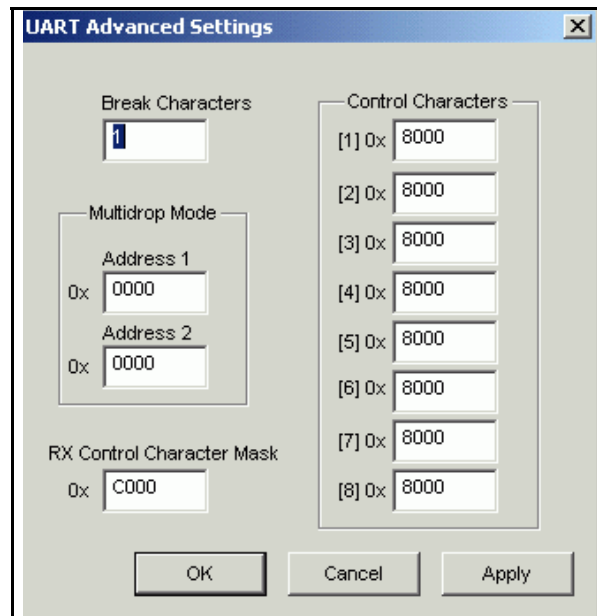 UART Advanced Settings
Break Characters
1
Multidrop Mode
Address 1
0x 0000
Address 2
0x 0000
RX Control Character Mask
0x C000
Control Characters
[1] 0x 8000
[2] 0x 8000
[3] 0x 8000
[4] 0x 8000
[5] 0x 8000
[6] 0x 8000
[7] 0x 8000
[8] 0x 8000
OK
Cancel
Apply